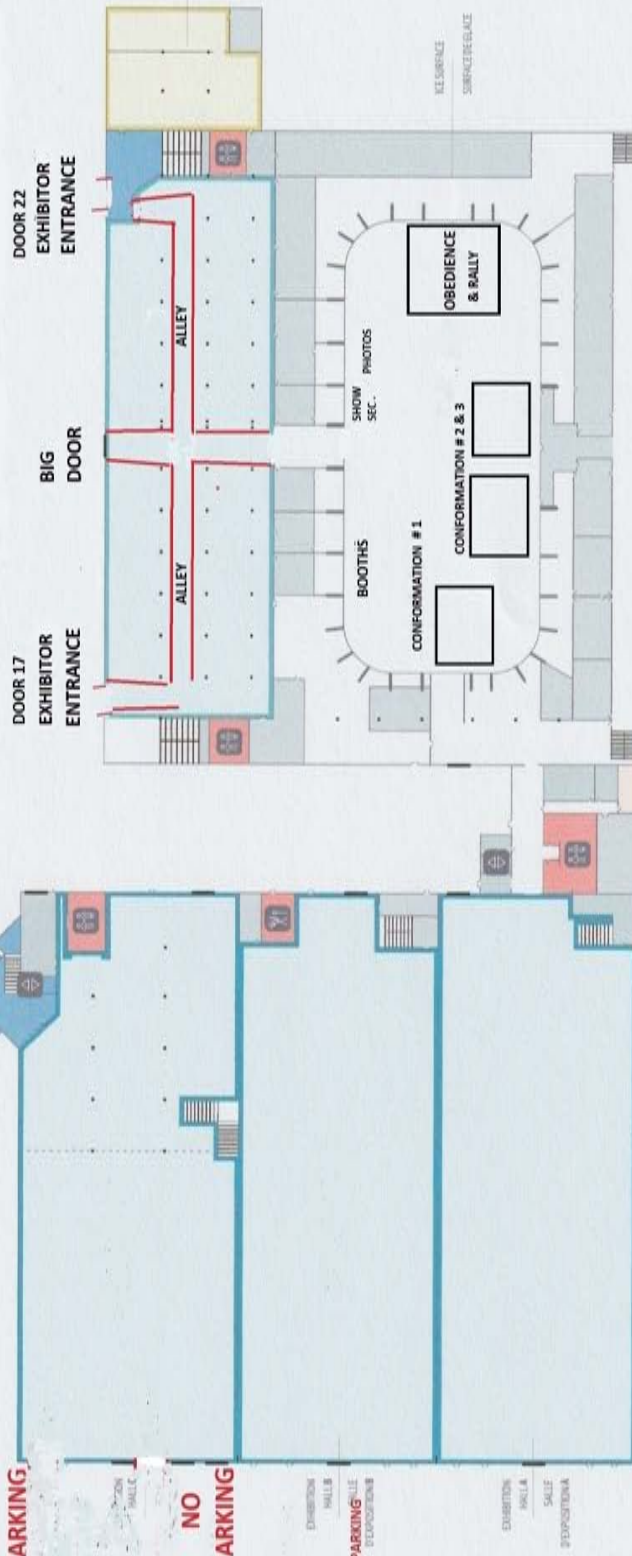 DOOR 22
EXHIBITOR
ENTRANCE
BIG
DOOR
DOOR 17
EXHIBITOR
ENTRANCE
ALLEY
ALLEY
ICE SURFACE
SURFACE DE GLACE
OBEDIENCE
& RALLY
PHOTOS
SHOW
SEC.
BOOTHS
CONFORMATION # 2 & 3
CONFORMATION # 1
ARKING
HALL C
NO
ARKING
EXHIBITION
HALL B
PARKING
D'EXPOSITION B
EXHIBITION
HALL A
SALLE
D'EXPOSITION A